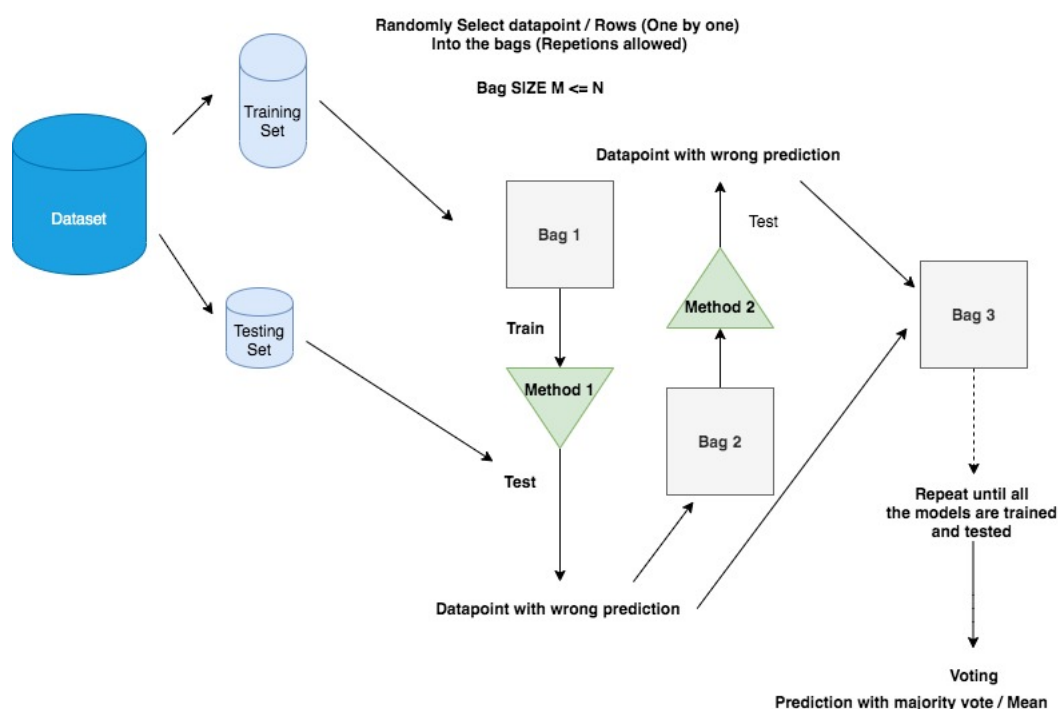 Randomly Select datapoint / Rows (One by one)
Into the bags (Repetions allowed)
Bag SIZE M <= N
Training
Set
Dataset
Testing
Set
Datapoint with wrong prediction
Bag 1
Test
Train
Method 2
Bag 3
Method 1
Bag 2
Test
Repeat until all
the models are trained
and tested
Datapoint with wrong prediction
Voting
Prediction with majority vote / Mean